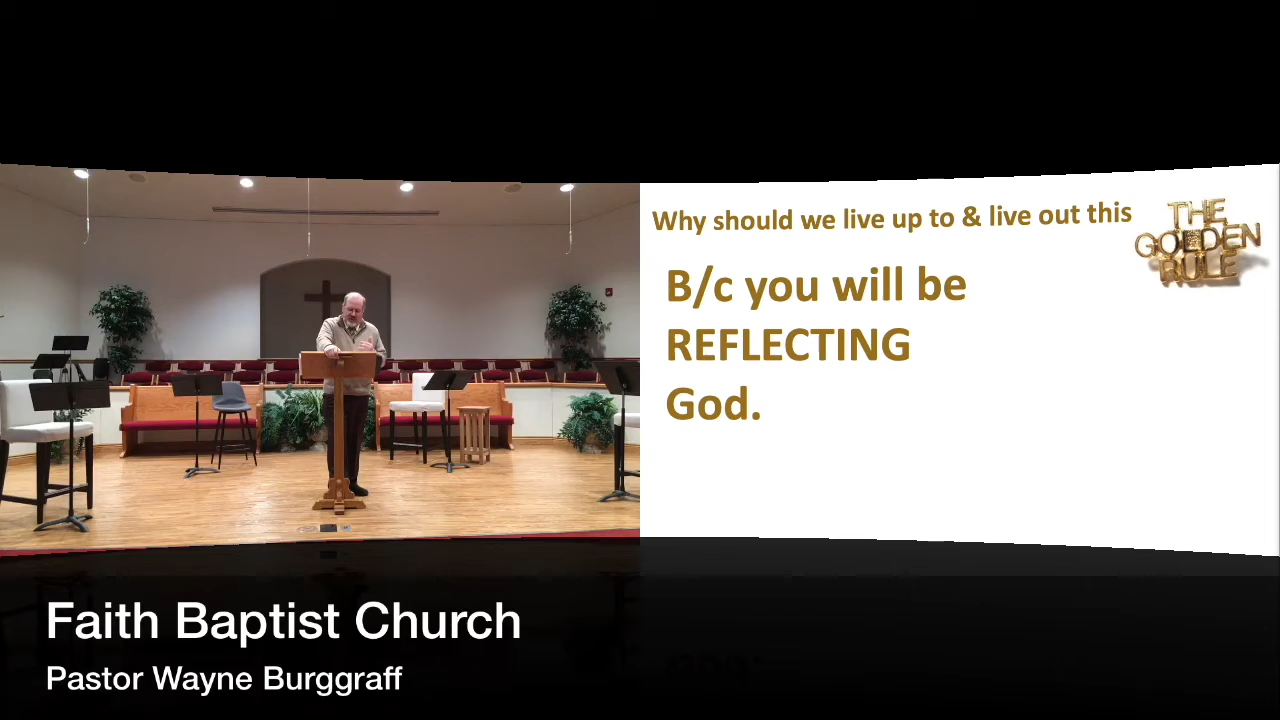 Why should we live up to & live out this
THE
GOLDEN
RULE
B/c you will be
REFLECTING
God.
Faith Baptist Church
Pastor Wayne Burggraff